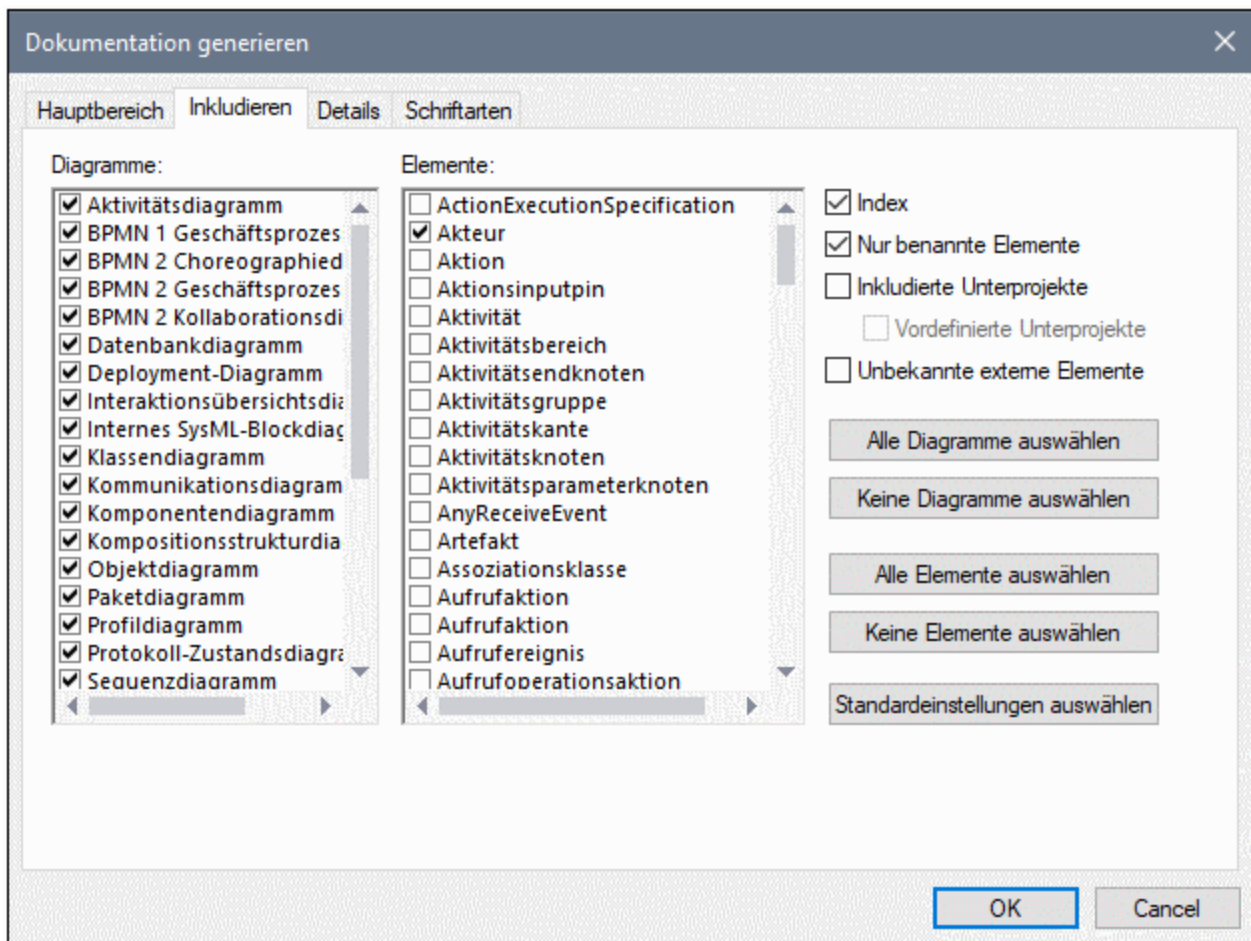 Dokumentation generieren
Hauptbereich
Inkludieren
Details
Schriftarten
Diagramme:
Aktivitätsdiagramm
BPMN 1 Geschäftsprozes
BPMN 2 Choreographied
BPMN 2 Geschäftsprozes
BPMN 2 Kollaborationsdi
Datenbankdiagramm
Deployment-Diagramm
Interaktionsübersichtsdia
Internes SysML-Blockdiag
Klassendiagramm
Kommunikationsdiagram
Komponentendiagramm
Kompositionsstrukturdia
Objektdiagramm
Paketdiagramm
Profildiagramm
Protokoll-Zustandsdiagra
Sequenzdiagramm
Elemente:
ActionExecutionSpecification
Akteur
Aktion
Aktionsinputpin
Aktivität
Aktivitätsbereich
Aktivitätsendknoten
Aktivitätsgruppe
Aktivitätskante
Aktivitätsknoten
Aktivitätsparameterknoten
AnyReceiveEvent
Artefakt
Assoziationsklasse
Aufrufaktion
Aufrufaktion
Aufrufereignis
Aufrufoperationsaktion
Index
Nur benannte Elemente
Inkludierte Unterprojekte
Vordefinierte Unterprojekte
Unbekannte externe Elemente
Alle Diagramme auswählen
Keine Diagramme auswählen
Alle Elemente auswählen
Keine Elemente auswählen
Standardeinstellungen auswählen
OK
Cancel